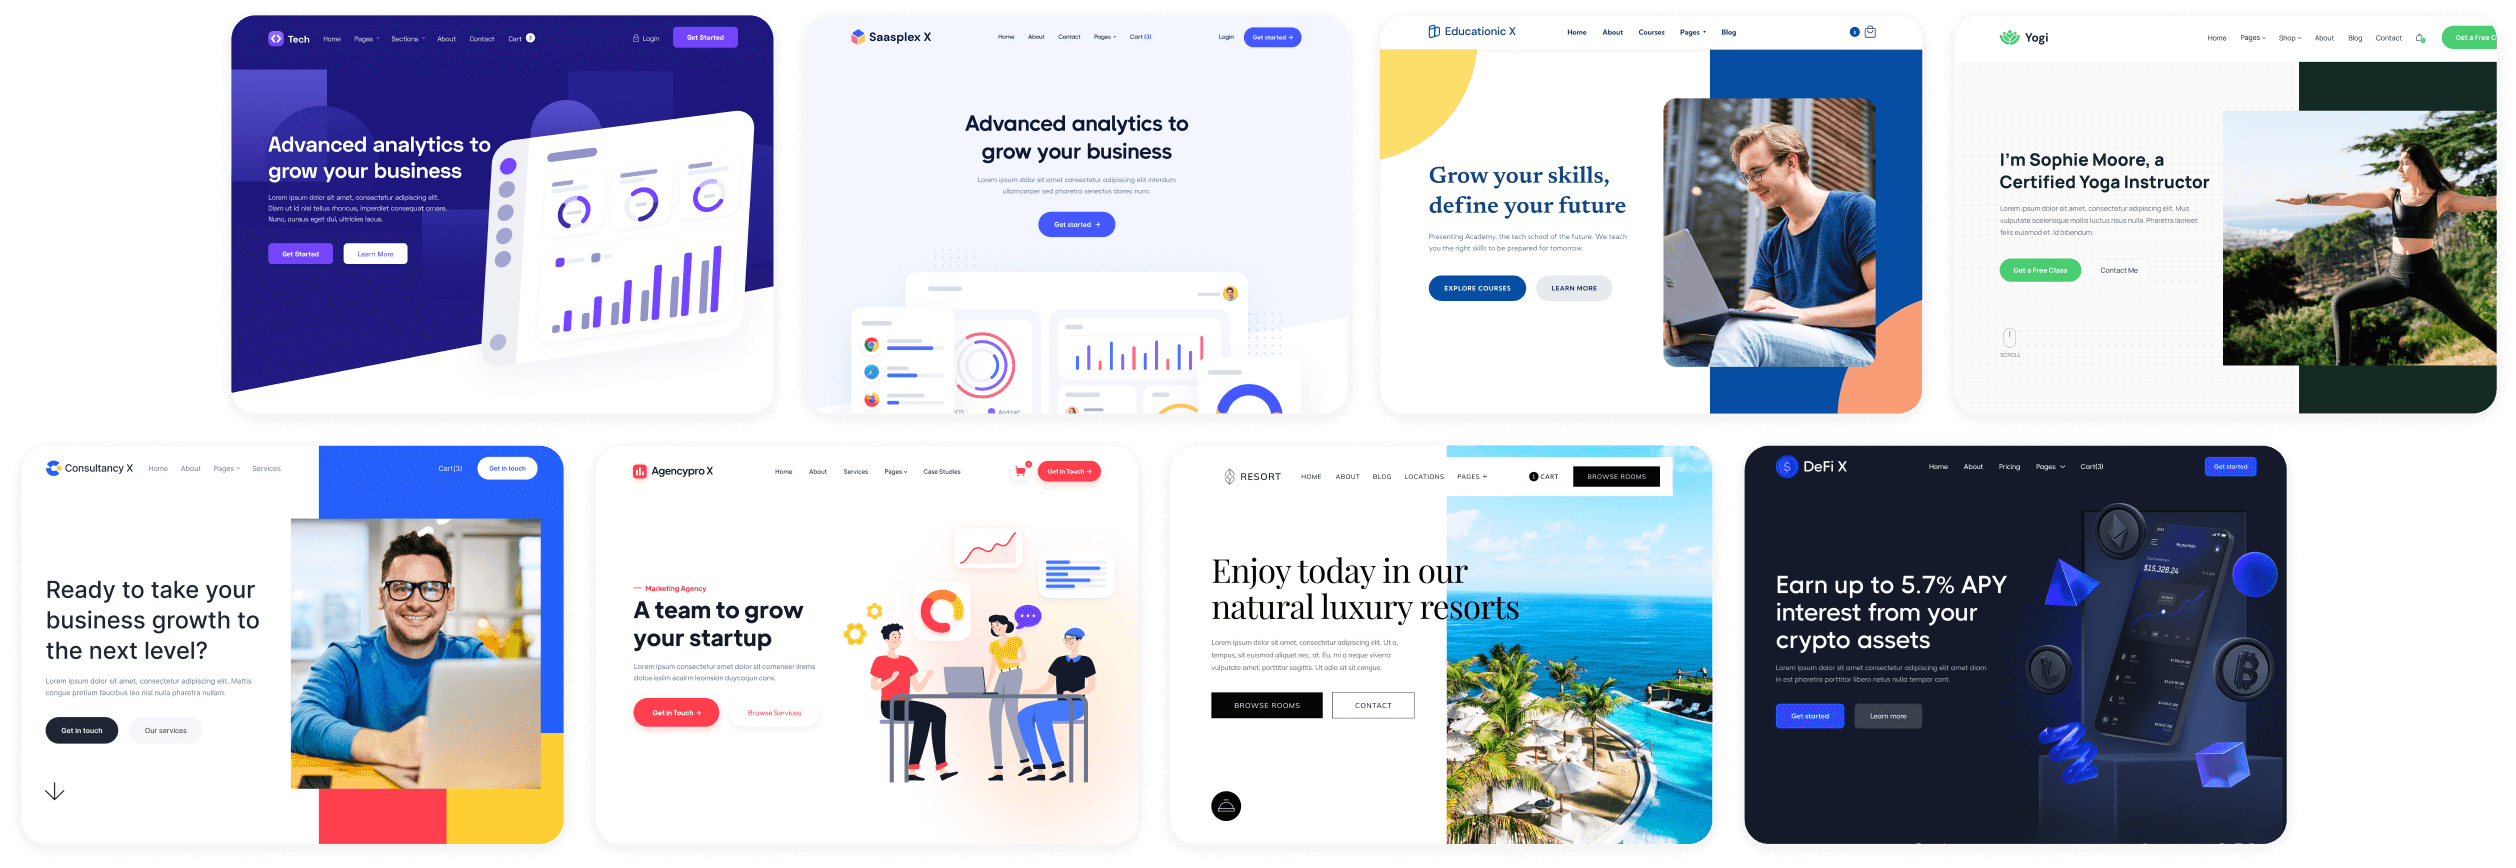 Tech
Home Pages Sections About Contact Cart
Login
Get Started
Advanced analytics to
grow your business
Lorem ipsum dolor sit amet, consectetur adipiscing elit.
Diam ut id nisl tellus rhoncus, imperdiet consequat ornare.
Nunc, cursus eget dui, ultricies lacus.
Get Started
Learn More
Saasplex X
Home About Contact Pages Cart (3)
Login
Get started →
Advanced analytics to
grow your business
Lorem ipsum dolor sit amet consectetur adipiscing elit interdum
ullamcorper sed pharetra senectus donec nunc.
Get started →
Android
Educationic X
Home About Courses Pages Blog
Grow your skills,
define your future
Presenting Academy, the tech school of the future. We teach
you the right skills to be prepared for tomorrow.
EXPLORE COURSES
LEARN MORE
Yogi
Home Pages Shop About Blog Contact
Get a Free C
I'm Sophie Moore, a
Certified Yoga Instructor
Lorem ipsum dolor sit amet, consectetur adipiscing elit. Mus
vulputate scelerisque mollis luctus risus nulla. Pharetra laoreet
felis euismod et. Id bibendum.
Get a Free Class
Contact Me
SCROLL
Consultancy X
Home About Pages Services
Cart(3)
Get in touch
Ready to take your
business growth to
the next level?
Lorem ipsum dolor sit amet, consectetur adipiscing elit. Mattis
congue pretium faucibus leo nisl nulla pharetra nullam.
Get in touch
Our services
Agencypro X
Home About Services Pages Case Studies
Get in Touch →
Marketing Agency
A team to grow
your startup
Lorem ipsum consectetur amet dolor sit comeneer ilrems
dolce issilm acalrm leoinsion duycoqun cons.
Get in Touch →
Browse Services
RESORT
HOME ABOUT BLOG LOCATIONS PAGES +
1 CART
BROWSE ROOMS
Enjoy today in our
natural luxury resorts
Lorem ipsum dolor sit amet, consectetur adipiscing elit. Ut a,
tempus, sit euismod aliquet nec, at. Eu, mi a neque viverra
vulputate amet, porttitor sagittis. Ut odio sit sit congue.
BROWSE ROOMS
CONTACT
DeFi X
Home About Pricing Pages Cart(3)
Get started
Earn up to 5.7% APY
interest from your
crypto assets
Lorem ipsum dolor sit amet consectetur adipiscing elit amet diam
in est pharetra porttitor libero netus nulla tempor cont.
Get started
Learn more
My portfolio
$15,328.24